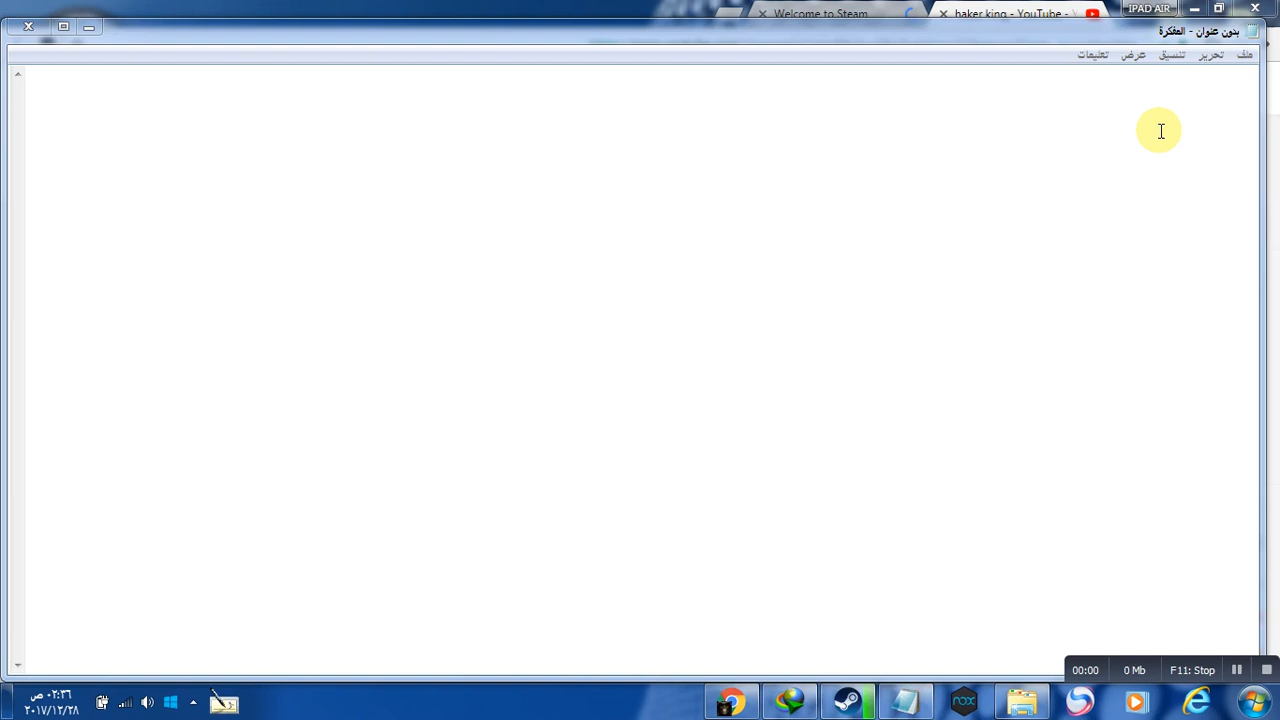 Welcome to Steam
haker king - YouTube - Y
IPAD AIR
بدون عنوان - المفكرة
ملف تحرير تنسيق عرض تعليمات
00:00 0 Mb F11: Stop
nox
٠٢:٣٦ ص
٢٠١٧/١٢/٢٨